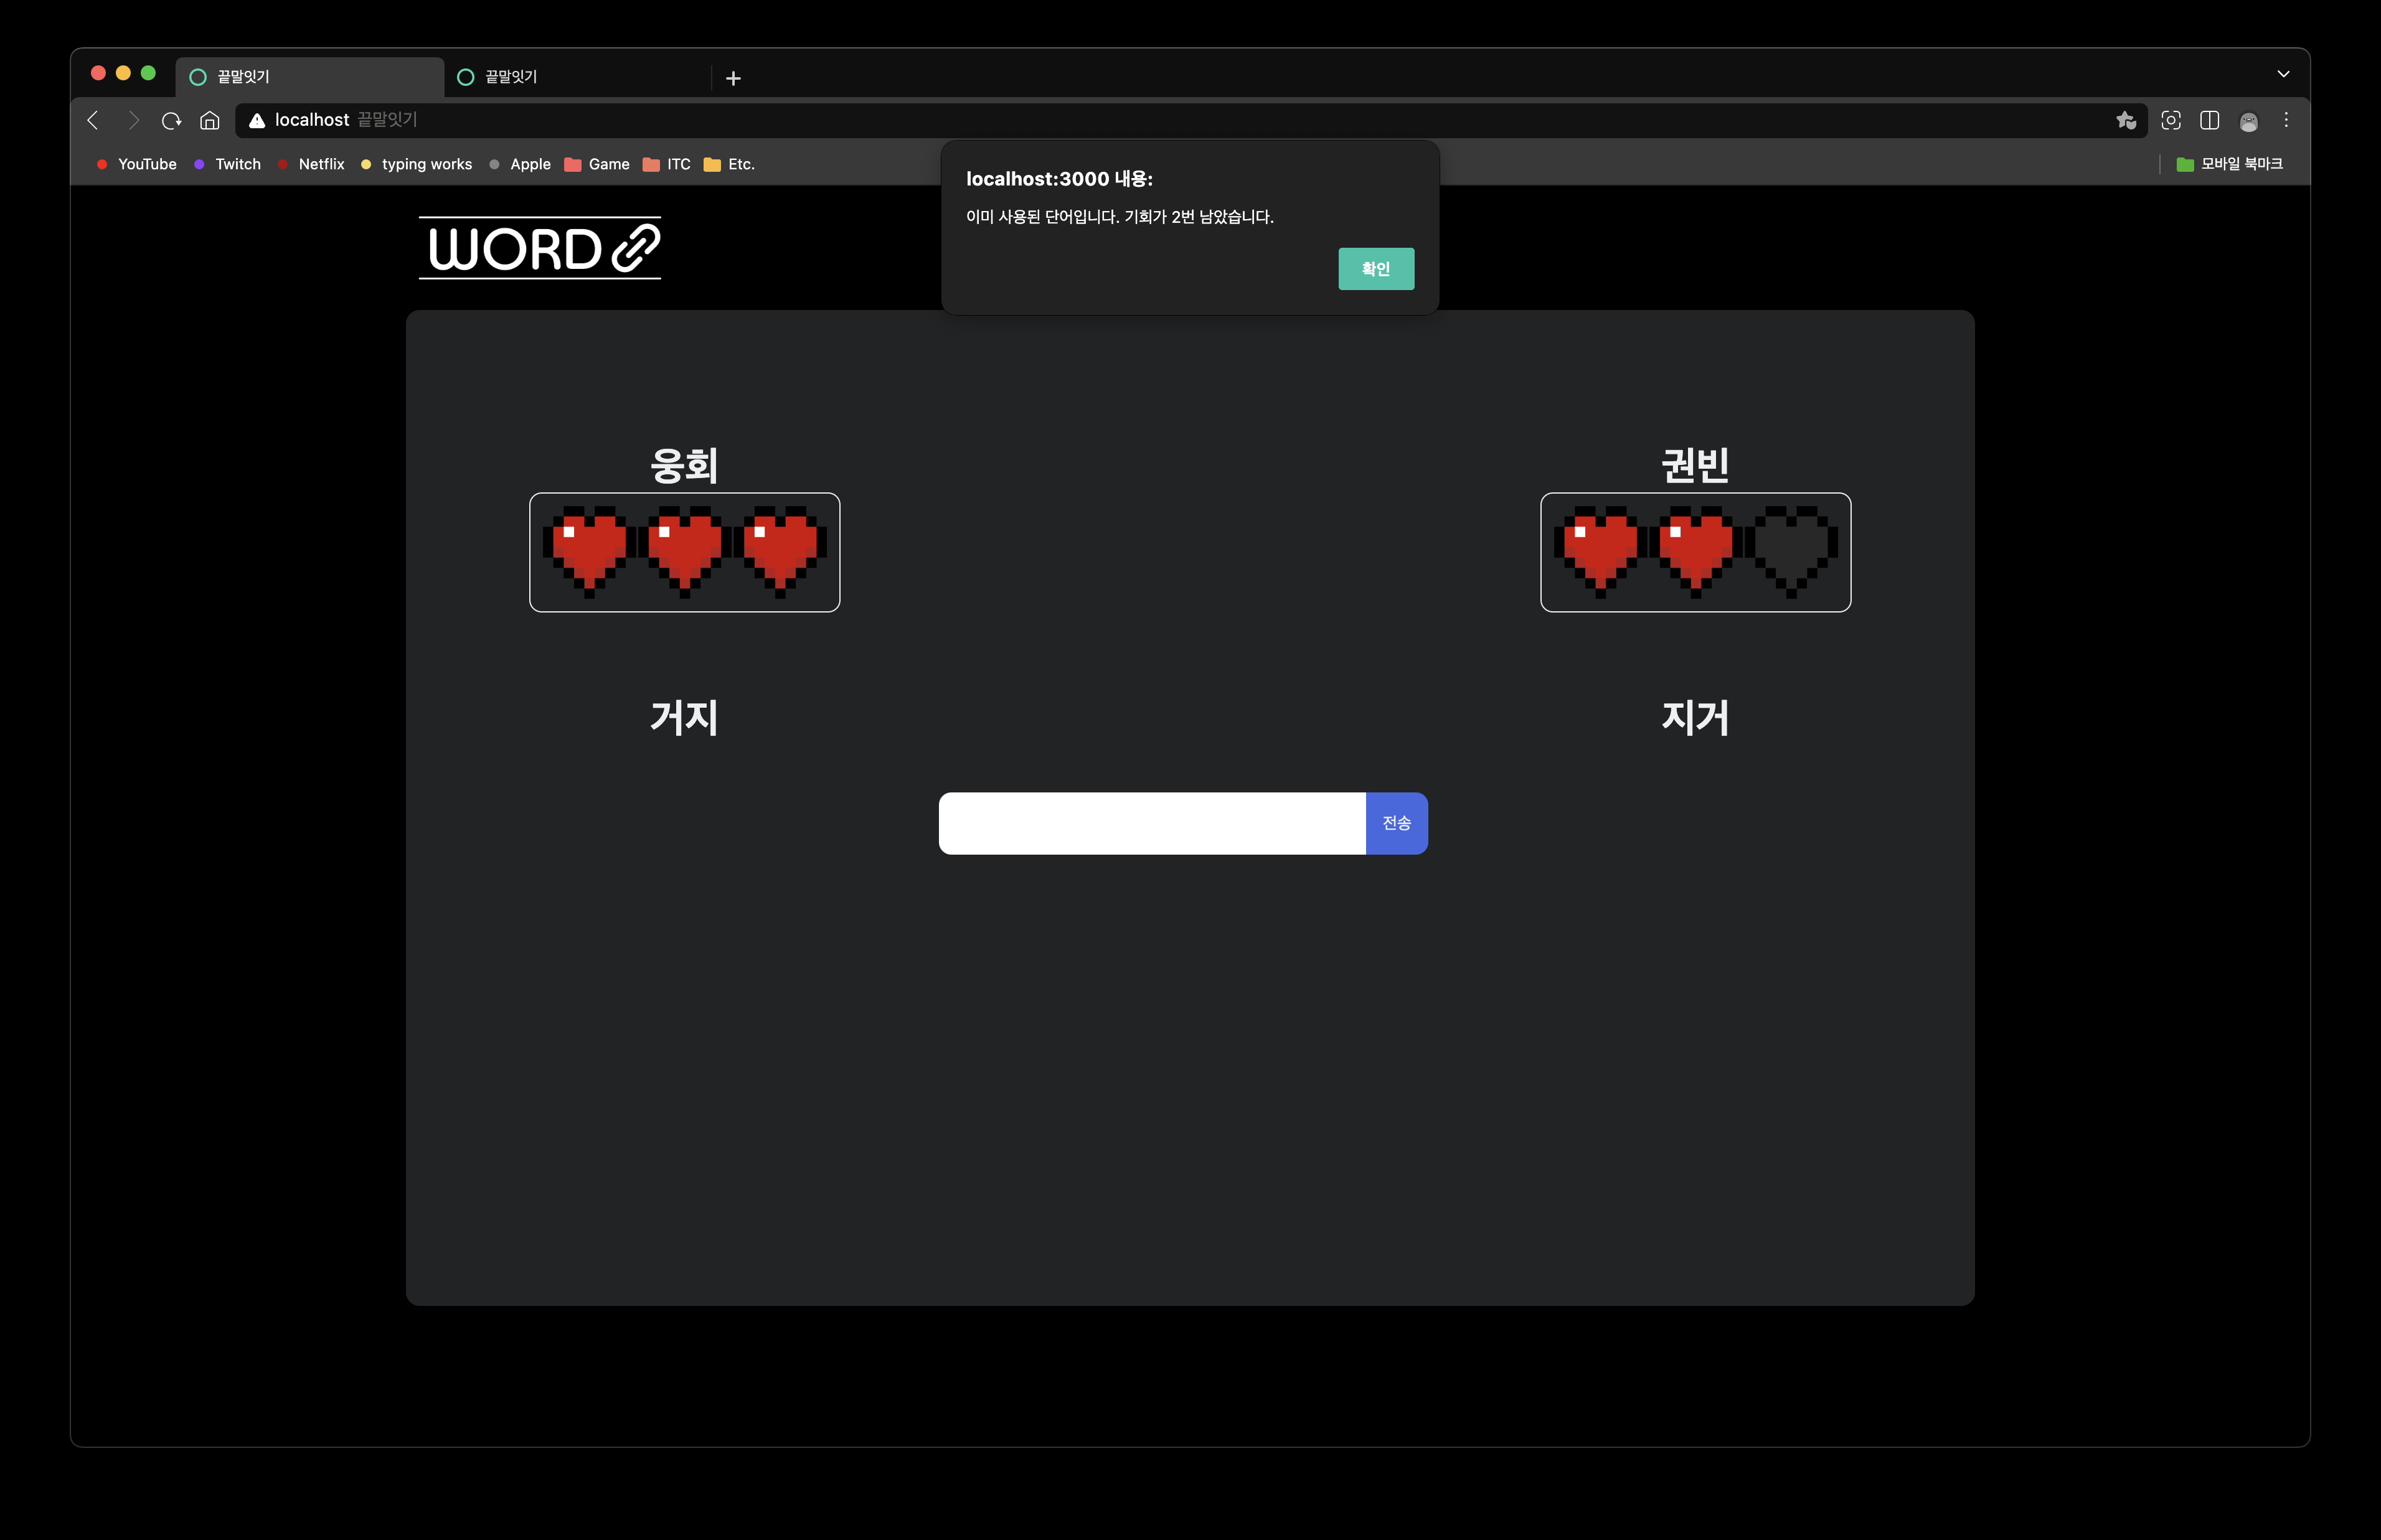 끝말잇기
끝말잇기
localhost 끝말잇기
YouTube Twitch Netflix typing works Apple Game ITC Etc. 모바일 북마크
localhost:3000 내용:
이미 사용된 단어입니다. 기회가 2번 남았습니다.
확인
WORD
웅회 권빈
거지 지거
전송